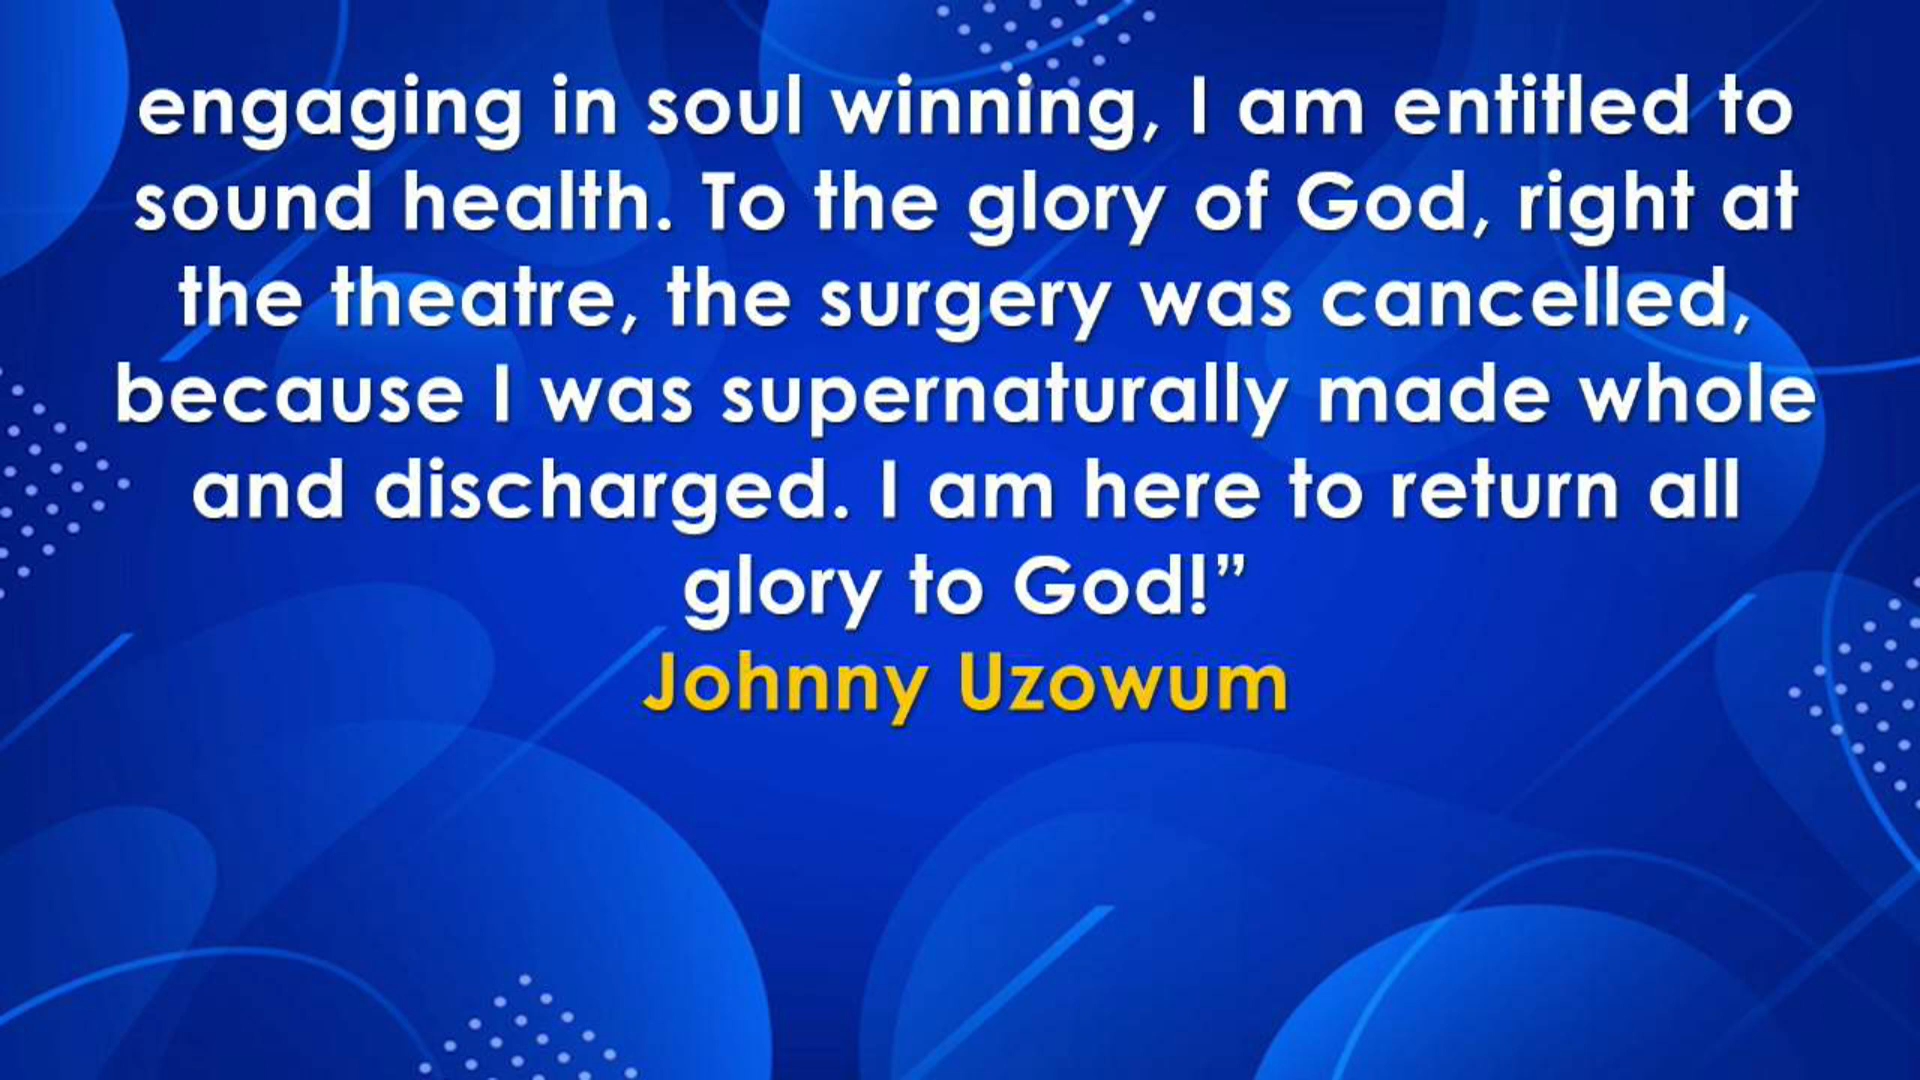 engaging in soul winning, I am entitled to
sound health. To the glory of God, right at
the theatre, the surgery was cancelled,
because I was supernaturally made whole
and discharged. I am here to return all
glory to God!”
Johnny Uzowum